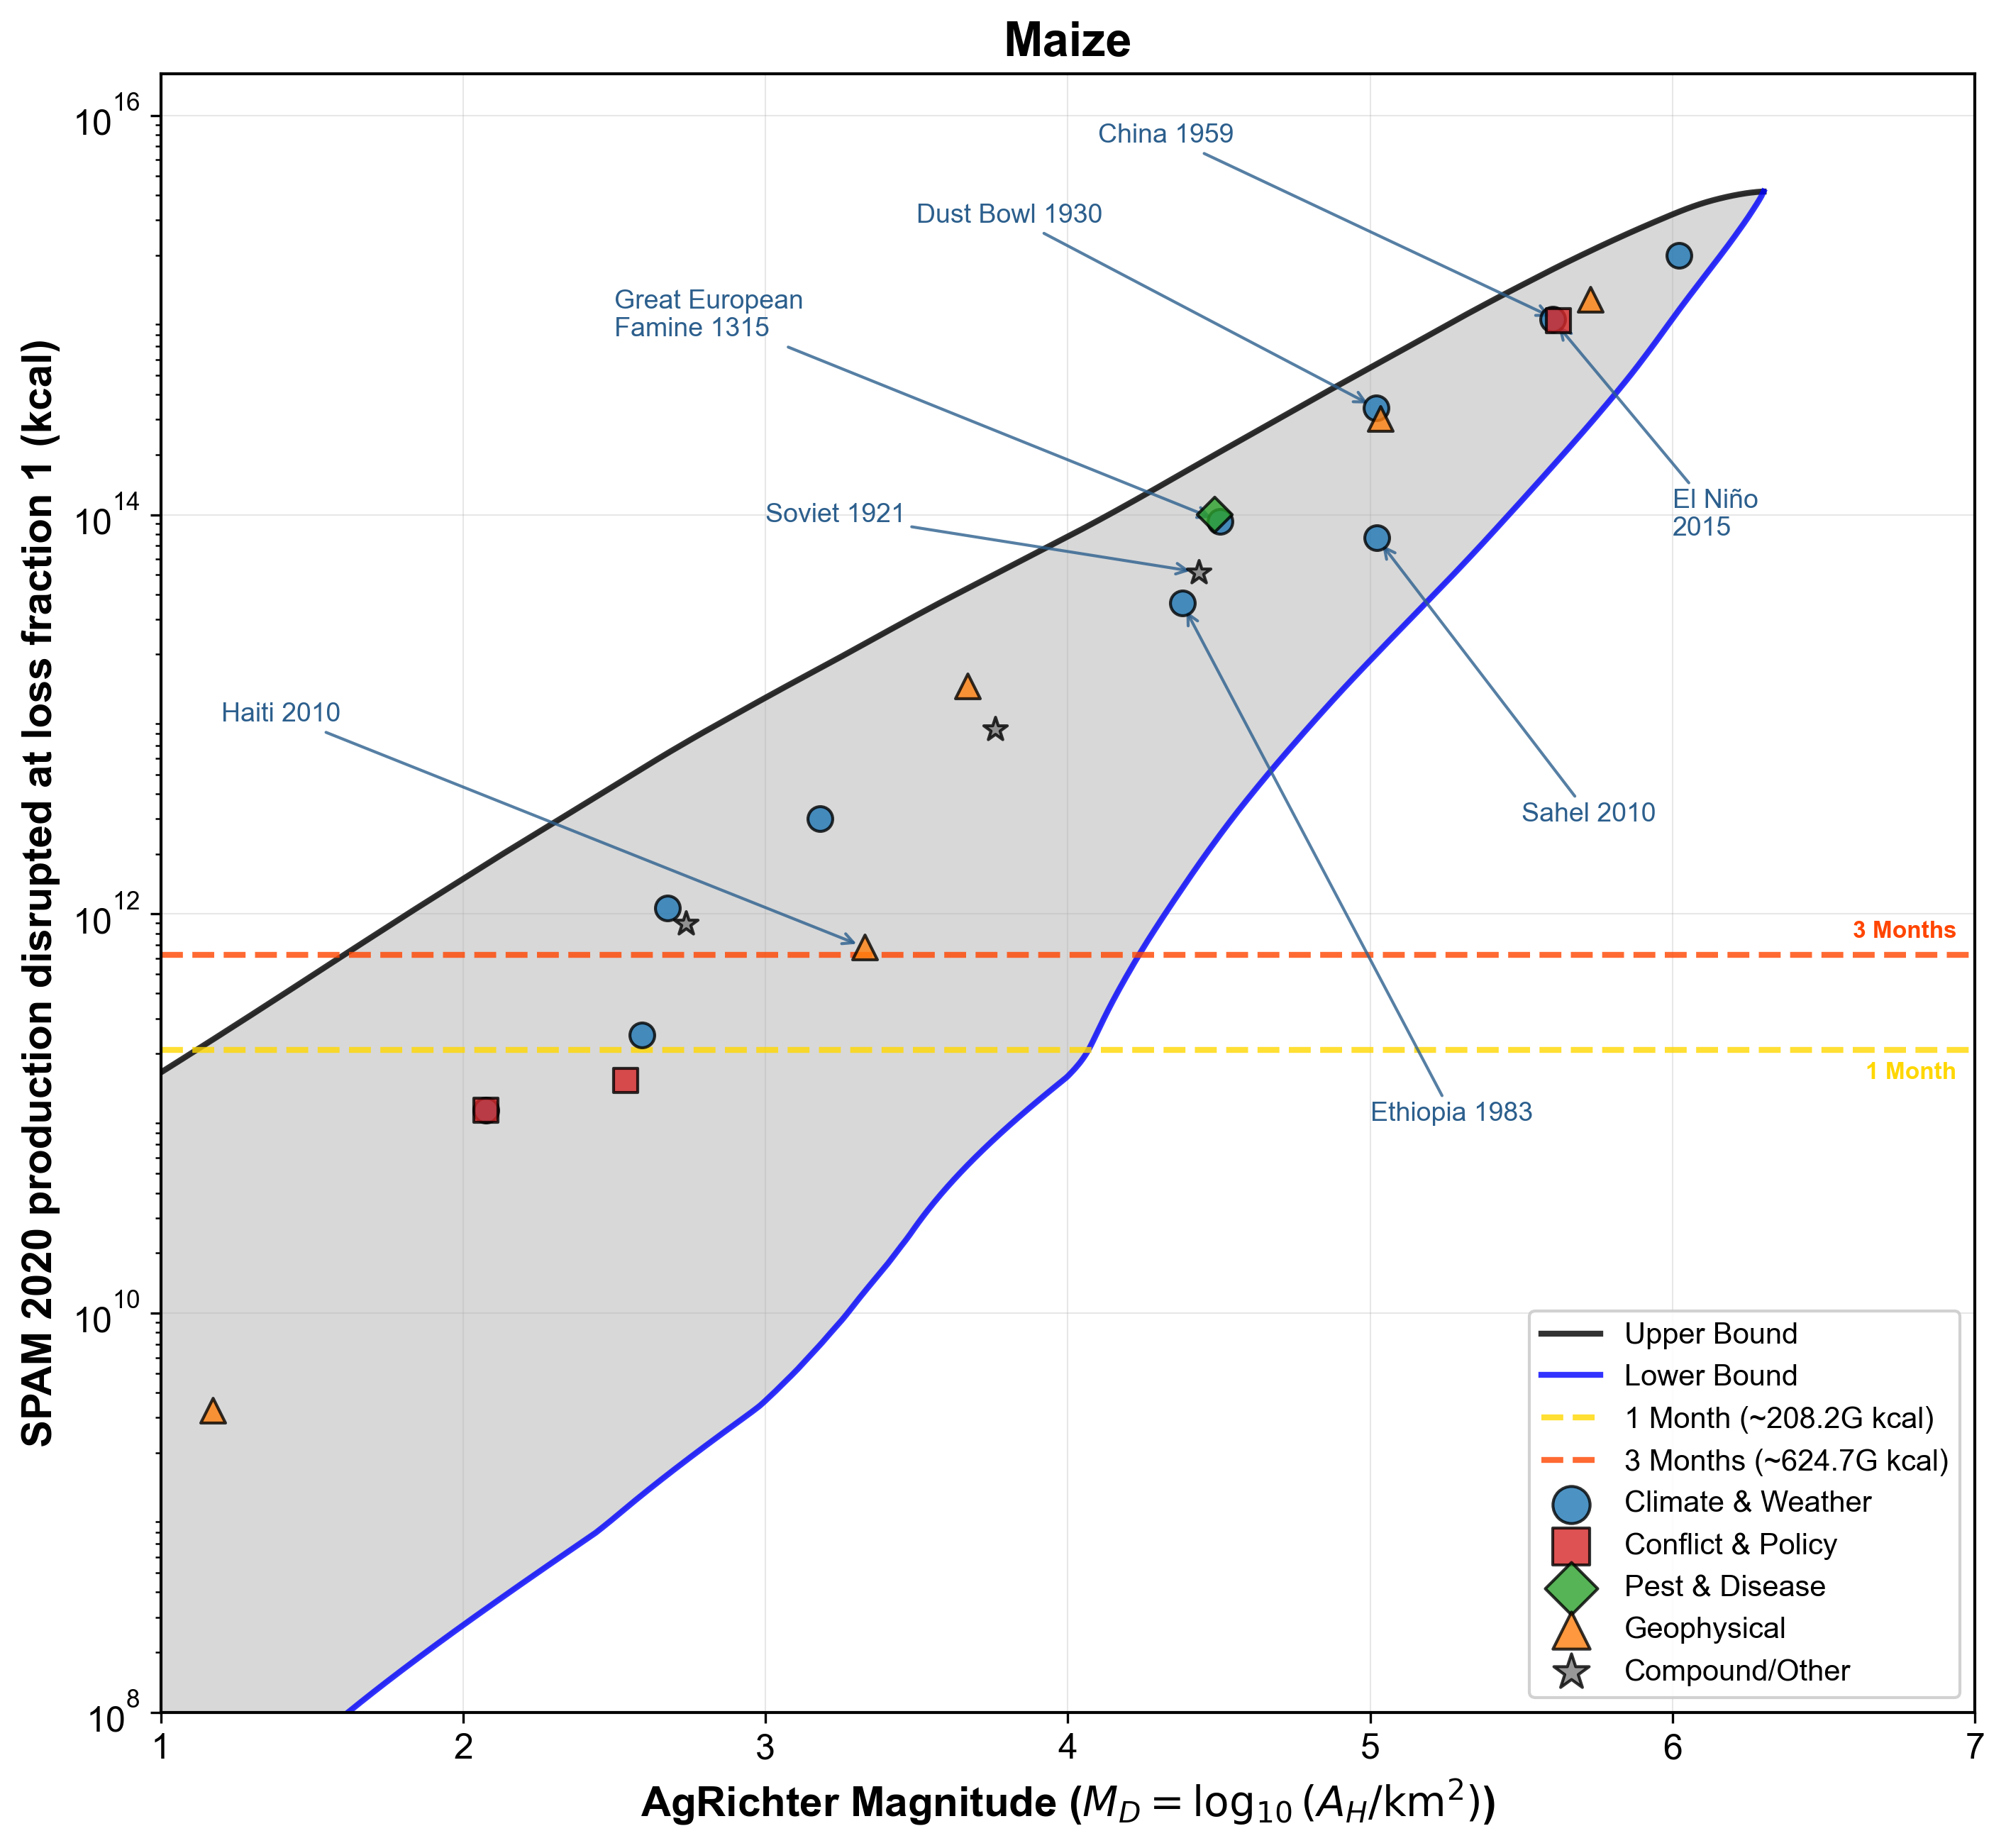 Maize
SPAM 2020 production disrupted at loss fraction 1 (kcal)
10^16
10^14
10^12
10^10
10^8
China 1959
Dust Bowl 1930
Great European
Famine 1315
Soviet 1921
El Niño
2015
Haiti 2010
Sahel 2010
3 Months
1 Month
Ethiopia 1983
Upper Bound
Lower Bound
1 Month (~208.2G kcal)
3 Months (~624.7G kcal)
Climate & Weather
Conflict & Policy
Pest & Disease
Geophysical
Compound/Other
1 2 3 4 5 6 7
AgRichter Magnitude (M_D = log_10(A_H/km^2))